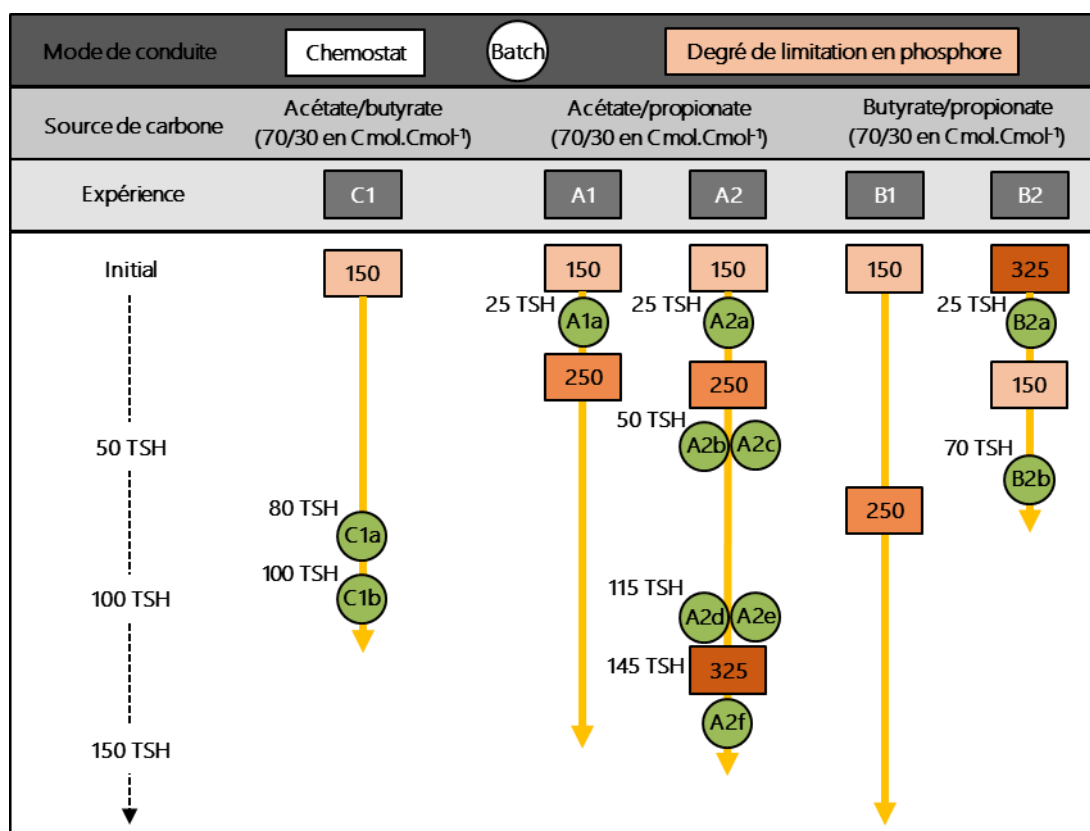 Mode de conduite Chemostat Batch Degré de limitation en phosphore
Source de carbone
Acétate/butyrate
(70/30 en Cmol.Cmol⁻¹)
Acétate/propionate
(70/30 en Cmol.Cmol⁻¹)
Butyrate/propionate
(70/30 en Cmol.Cmol⁻¹)
Expérience C1 A1 A2 B1 B2
Initial 150 150 150 150 325
25 TSH A1a 25 TSH A2a 25 TSH B2a
250 250 150
50 TSH 50 TSH A2b A2c 70 TSH B2b
80 TSH C1a 250
100 TSH 100 TSH C1b 115 TSH A2d A2e
145 TSH 325
A2f
150 TSH